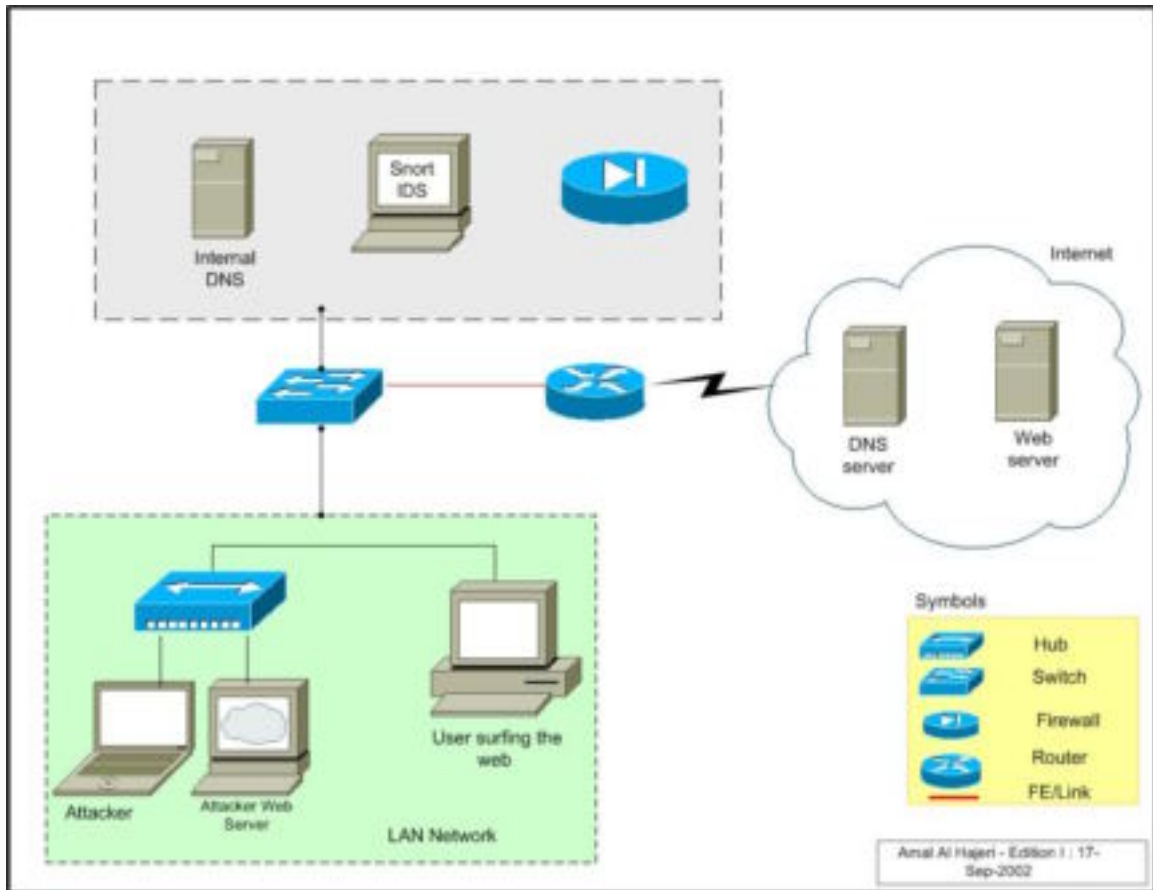 Snort
IDS
Internal
DNS
Internet
DNS
server
Web
server
User surfing the
web
Attacker
Attacker Web
Server
LAN Network
Symbols
Hub
Switch
Firewall
Router
FE/Link
Amal Al Hajeri - Edition I : 17-
Sep-2002